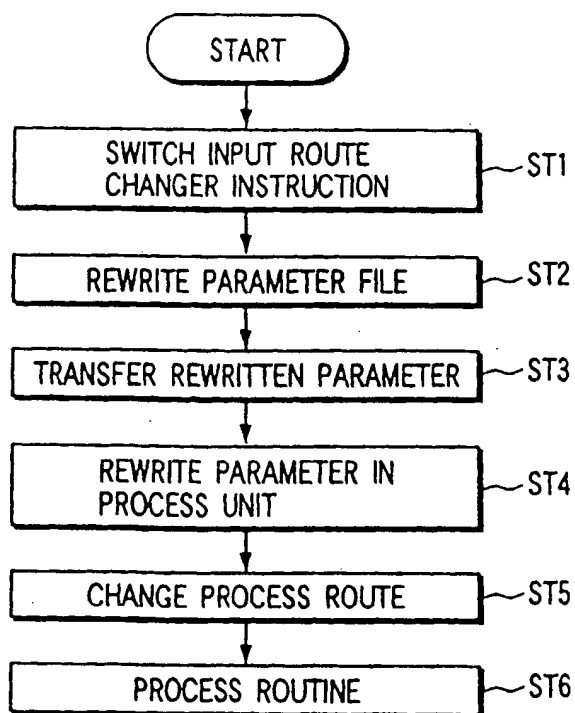 START
SWITCH INPUT ROUTE
CHANGER INSTRUCTION
ST1
REWRITE PARAMETER FILE
ST2
TRANSFER REWRITTEN PARAMETER
ST3
REWRITE PARAMETER IN
PROCESS UNIT
ST4
CHANGE PROCESS ROUTE
ST5
PROCESS ROUTINE
ST6